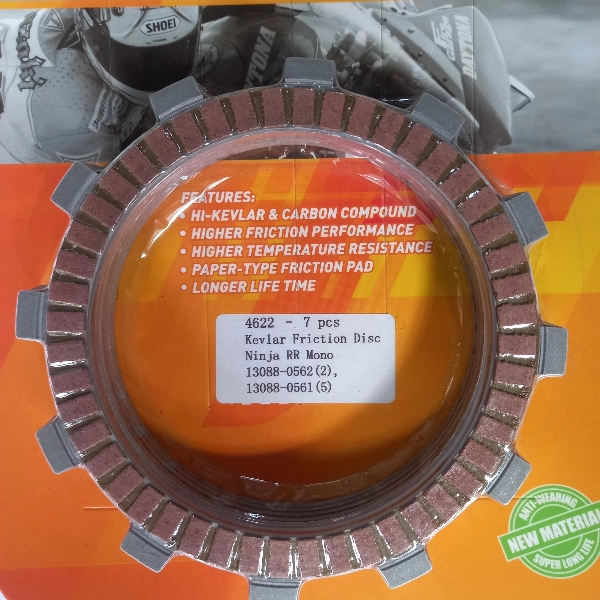 SHOEI
DAYTONA
DAYTONA
FEATURES:
• HI-KEVLAR & CARBON COMPOUND
• HIGHER FRICTION PERFORMANCE
• HIGHER TEMPERATURE RESISTANCE
• PAPER-TYPE FRICTION PAD
• LONGER LIFE TIME
4622 - 7 pcs
Kevlar Friction Disc
Ninja RR Mono
13088-0562(2),
13088-0561(5)
ANTI-WEARING
NEW MATERIAL
SUPER LONG LIFE